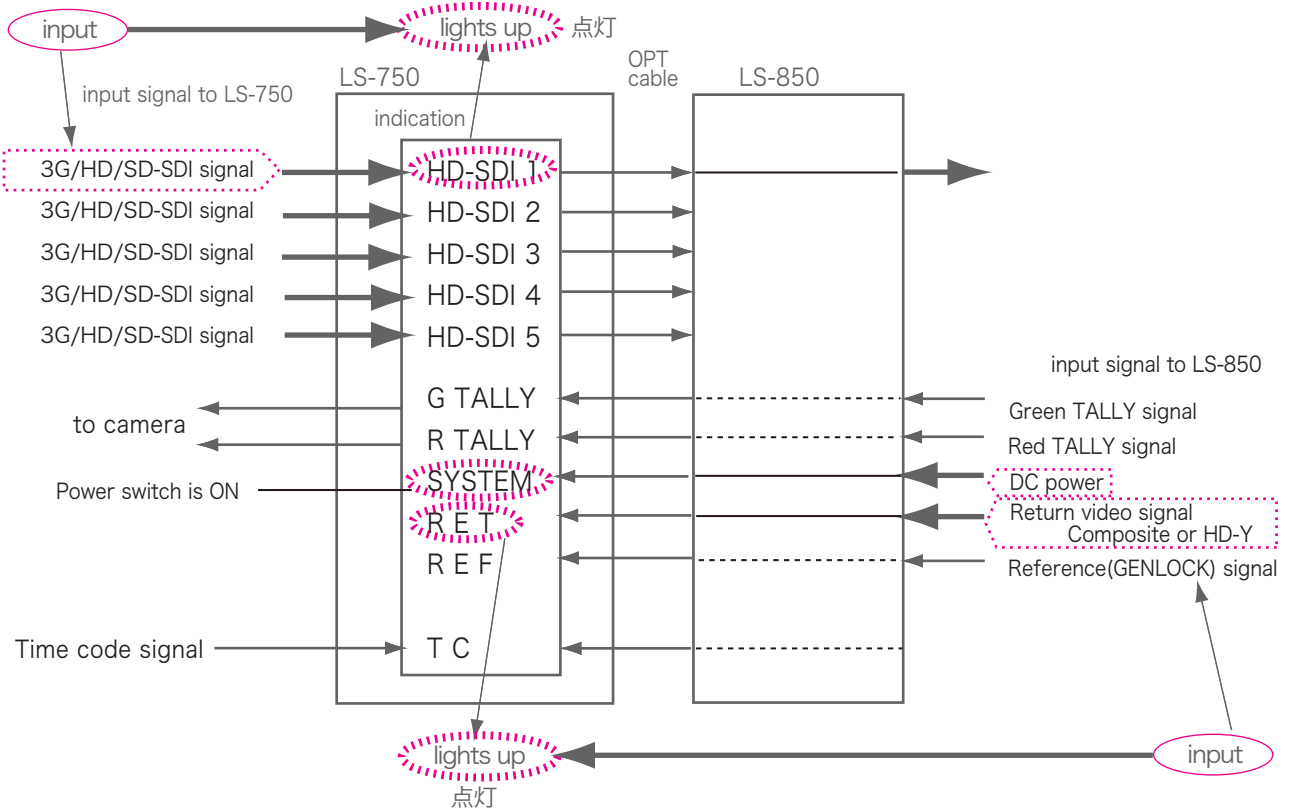 input
lights up 点灯
input signal to LS-750
LS-750
OPT
cable
LS-850
indication
3G/HD/SD-SDI signal
HD-SDI 1
3G/HD/SD-SDI signal
HD-SDI 2
3G/HD/SD-SDI signal
HD-SDI 3
3G/HD/SD-SDI signal
HD-SDI 4
3G/HD/SD-SDI signal
HD-SDI 5
input signal to LS-850
G TALLY
Green TALLY signal
to camera
R TALLY
Red TALLY signal
Power switch is ON
SYSTEM
DC power
R E T
Return video signal
Composite or HD-Y
R E F
Reference(GENLOCK) signal
Time code signal
T C
lights up
点灯
input